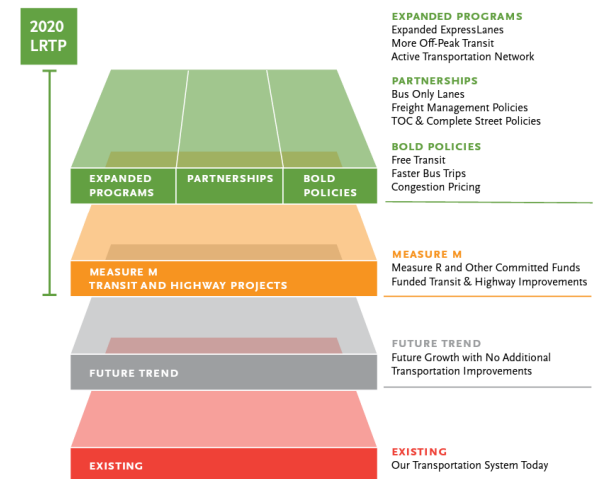 2020
LRTP
EXPANDED PROGRAMS
Expanded ExpressLanes
More Off-Peak Transit
Active Transportation Network
PARTNERSHIPS
Bus Only Lanes
Freight Management Policies
TOC & Complete Street Policies
BOLD POLICIES
Free Transit
Faster Bus Trips
Congestion Pricing
EXPANDED
PROGRAMS
PARTNERSHIPS
BOLD
POLICIES
MEASURE M
TRANSIT AND HIGHWAY PROJECTS
MEASURE M
Measure R and Other Committed Funds
Funded Transit & Highway Improvements
FUTURE TREND
FUTURE TREND
Future Growth with No Additional
Transportation Improvements
EXISTING
EXISTING
Our Transportation System Today